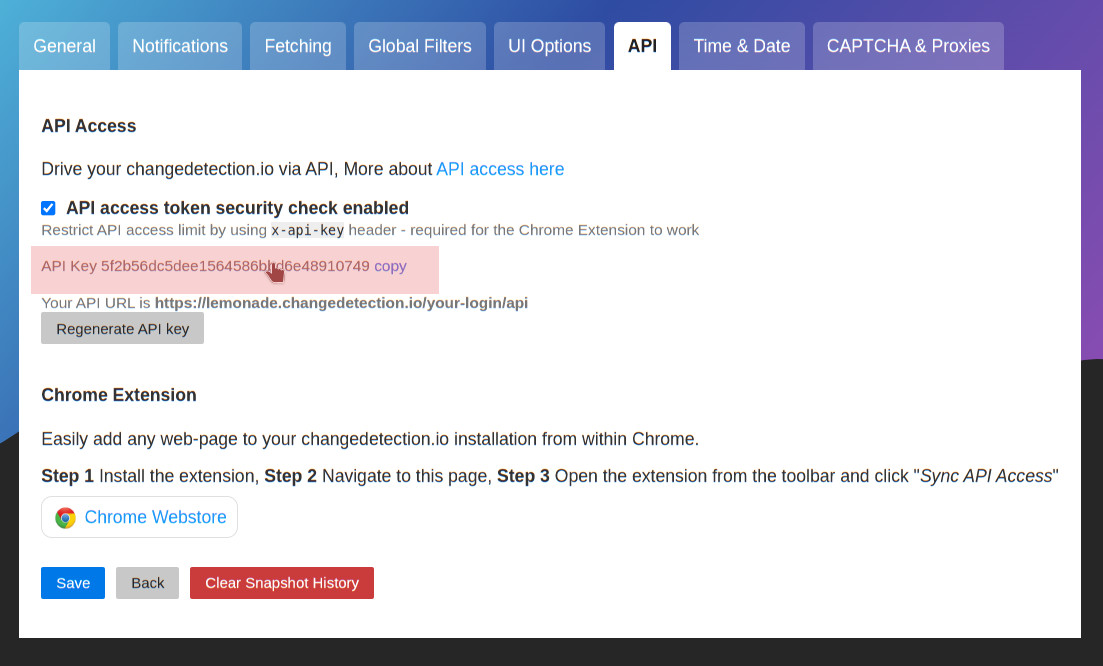 General Notifications Fetching Global Filters UI Options API Time & Date CAPTCHA & Proxies
API Access
Drive your changedetection.io via API, More about API access here
API access token security check enabled
Restrict API access limit by using x-api-key header - required for the Chrome Extension to work
API Key copy
Your API URL is https://lemonade.changedetection.io/your-login/api
Regenerate API key
Chrome Extension
Easily add any web-page to your changedetection.io installation from within Chrome.
Step 1 Install the extension, Step 2 Navigate to this page, Step 3 Open the extension from the toolbar and click "Sync API Access"
Chrome Webstore
Save Back Clear Snapshot History